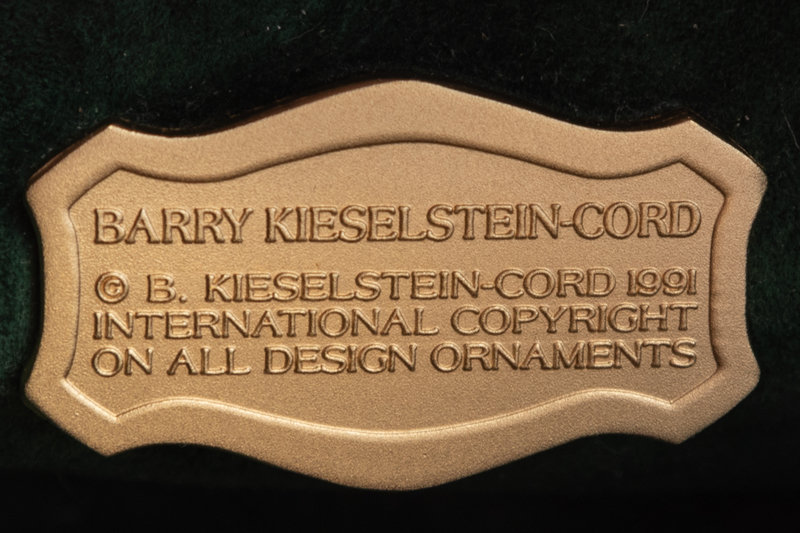 BARRY KIESELSTEIN-CORD
© B. KIESELSTEIN-CORD 1991
INTERNATIONAL COPYRIGHT
ON ALL DESIGN ORNAMENTS